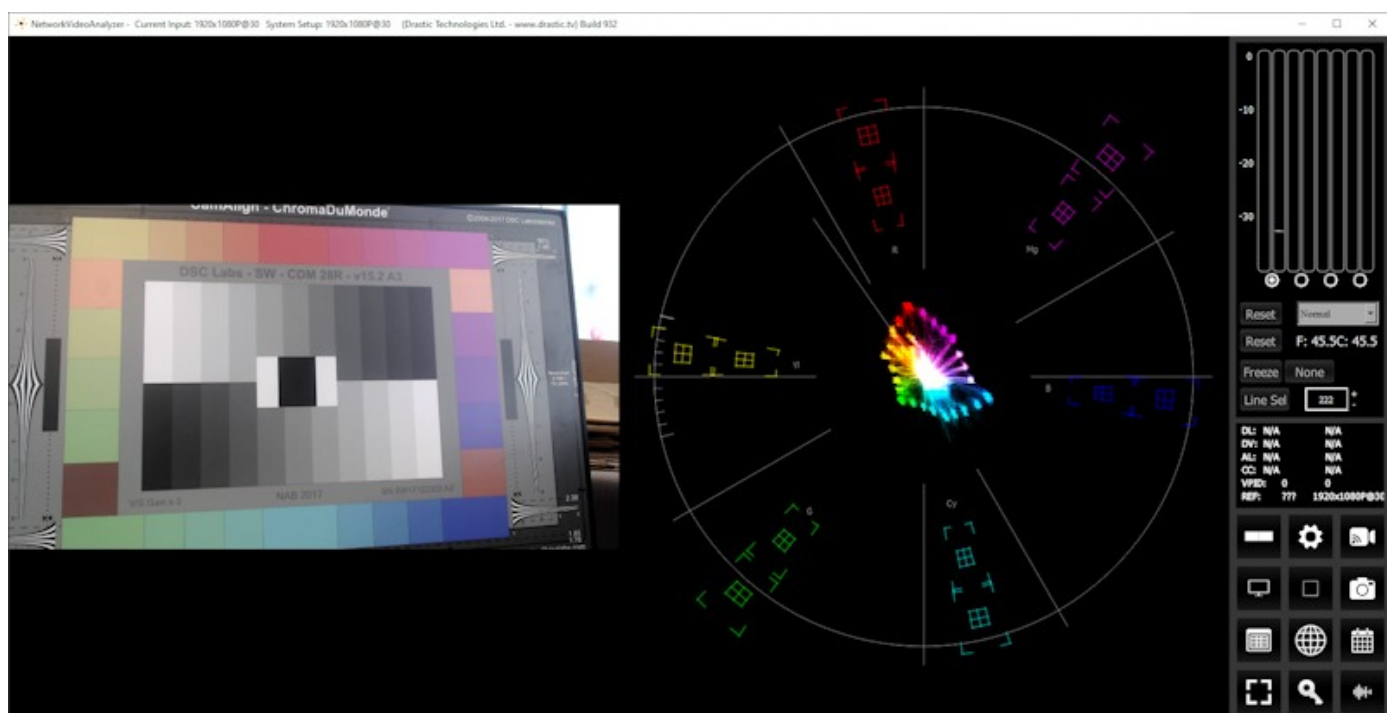 NetworkVideoAnalyzer - Current Input: 1920x1080P@30 System Setup: 1920x1080P@30 (Drastic Technologies Ltd. - www.drastic.tv) Build 932
CamAlign - ChromaDuMonde
DSC Labs - SW - CDM 28R - v15.2 A3
NAB 2017
R
Mg
Yl
B
G
Cy
0
-10
-20
-30
Reset Normal
Reset F: 45.5C: 45.5
Freeze None
Line Sel 222 + -
DL: N/A N/A
DV: N/A N/A
AL: N/A N/A
CC: N/A N/A
VPID: 0 0
REF: ??? 1920x1080P@30